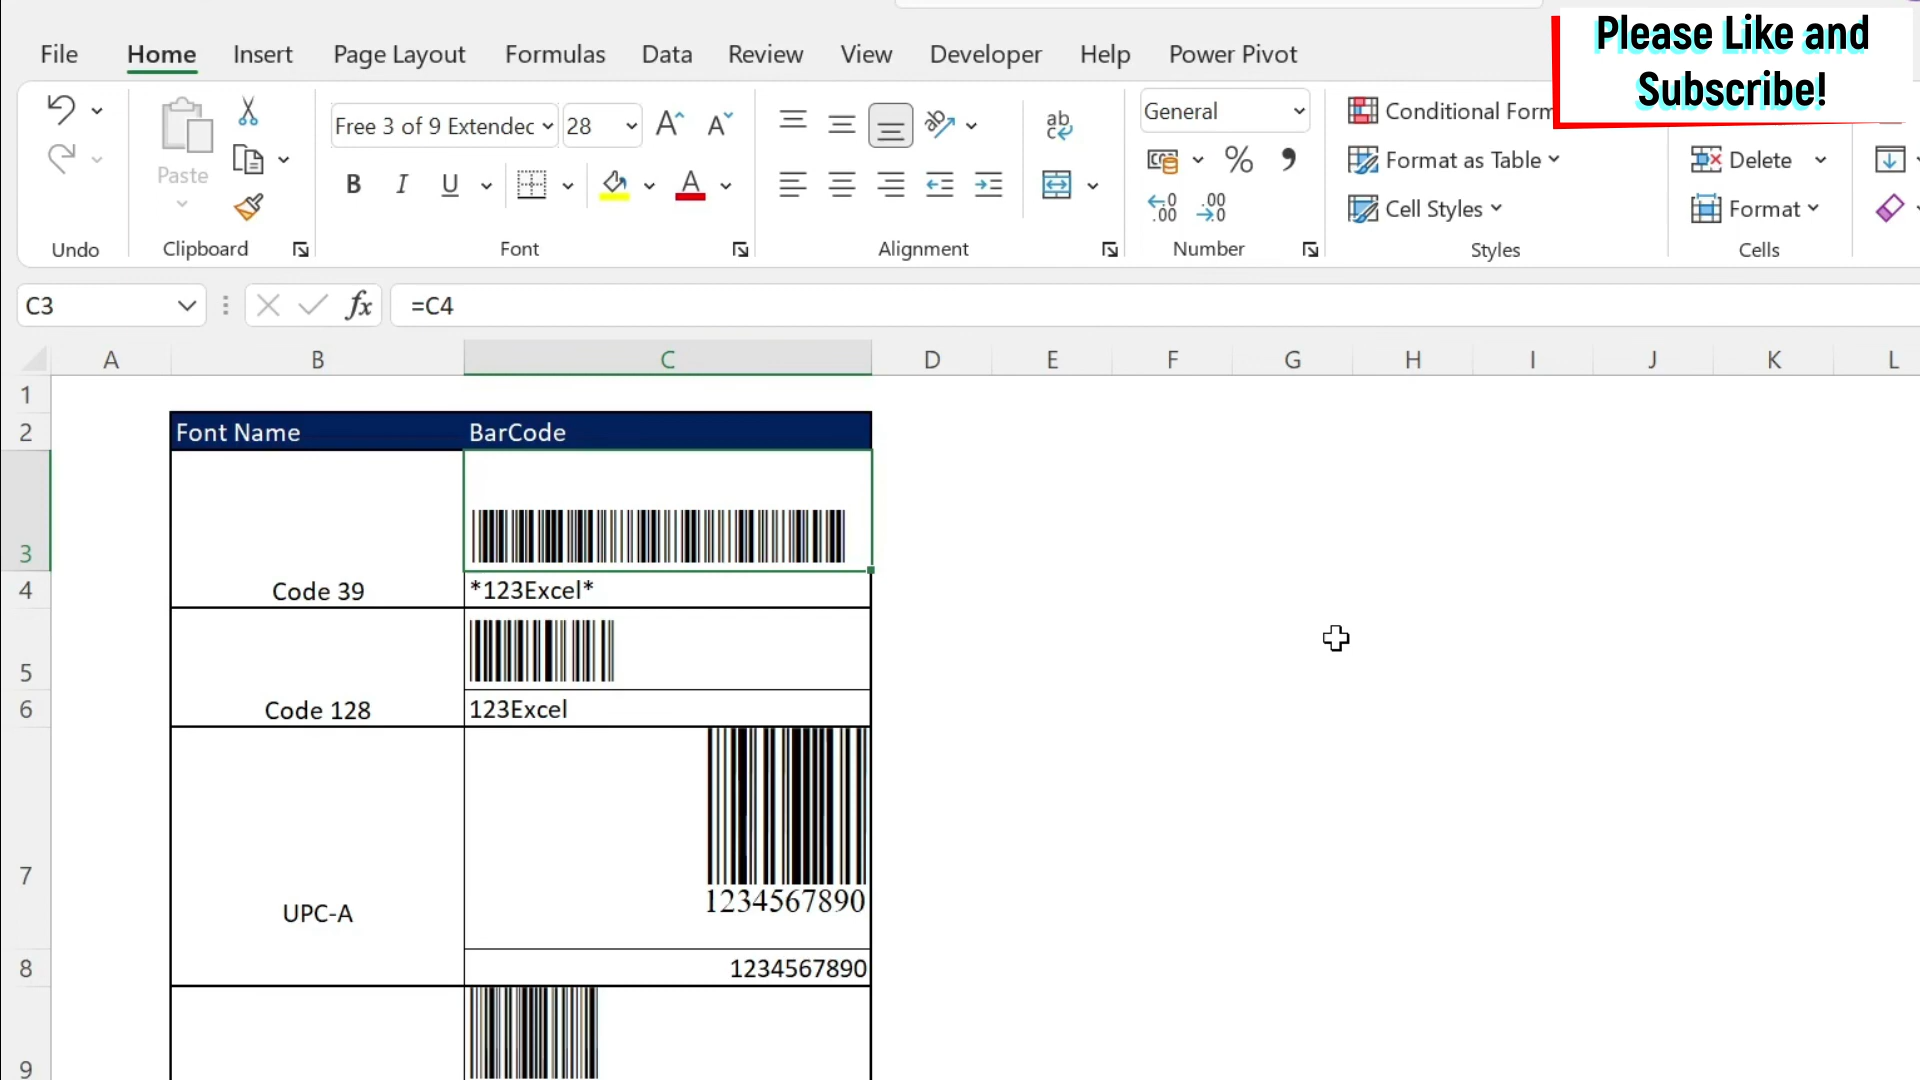 Please Like and
Subscribe!
File Home Insert Page Layout Formulas Data Review View Developer Help Power Pivot
Free 3 of 9 Extended 28
General
Conditional Form
Paste
B I U
Format as Table
Delete
Cell Styles
Format
Undo Clipboard Font Alignment Number Styles Cells
C3 fx =C4
A B C D E F G H I J K L
1
2 Font Name BarCode
3
4 Code 39 *123Excel*
5
6 Code 128 123Excel
7 1234567890
UPC-A
8 1234567890
9